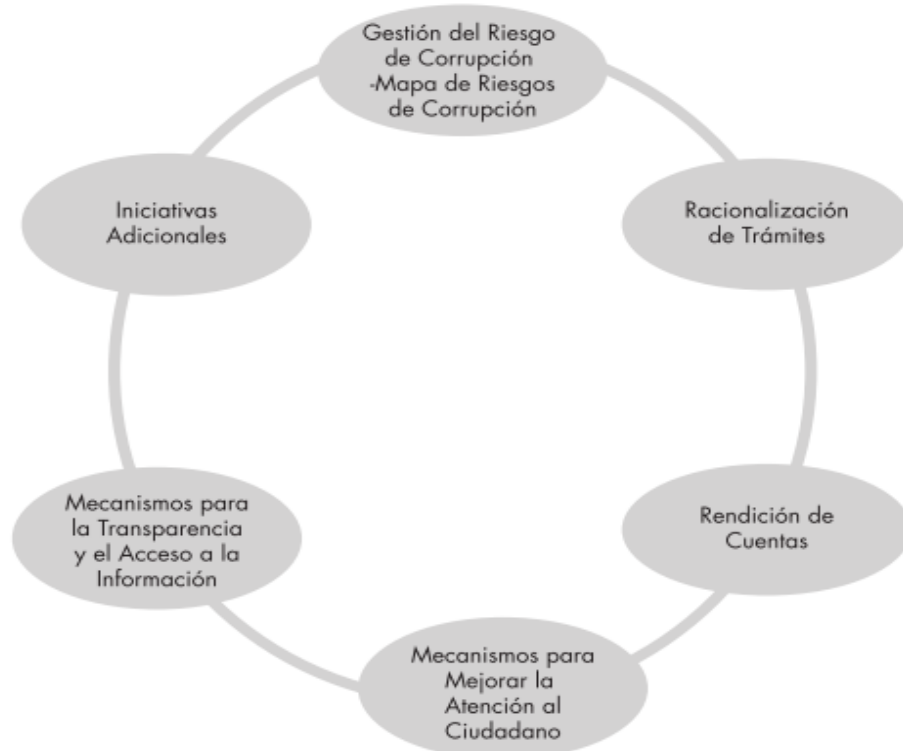 Gestión del Riesgo
de Corrupción
-Mapa de Riesgos
de Corrupción
Racionalización
de Trámites
Rendición de
Cuentas
Mecanismos para
Mejorar la
Atención al
Ciudadano
Mecanismos para
la Transparencia
y el Acceso a la
Información
Iniciativas
Adicionales